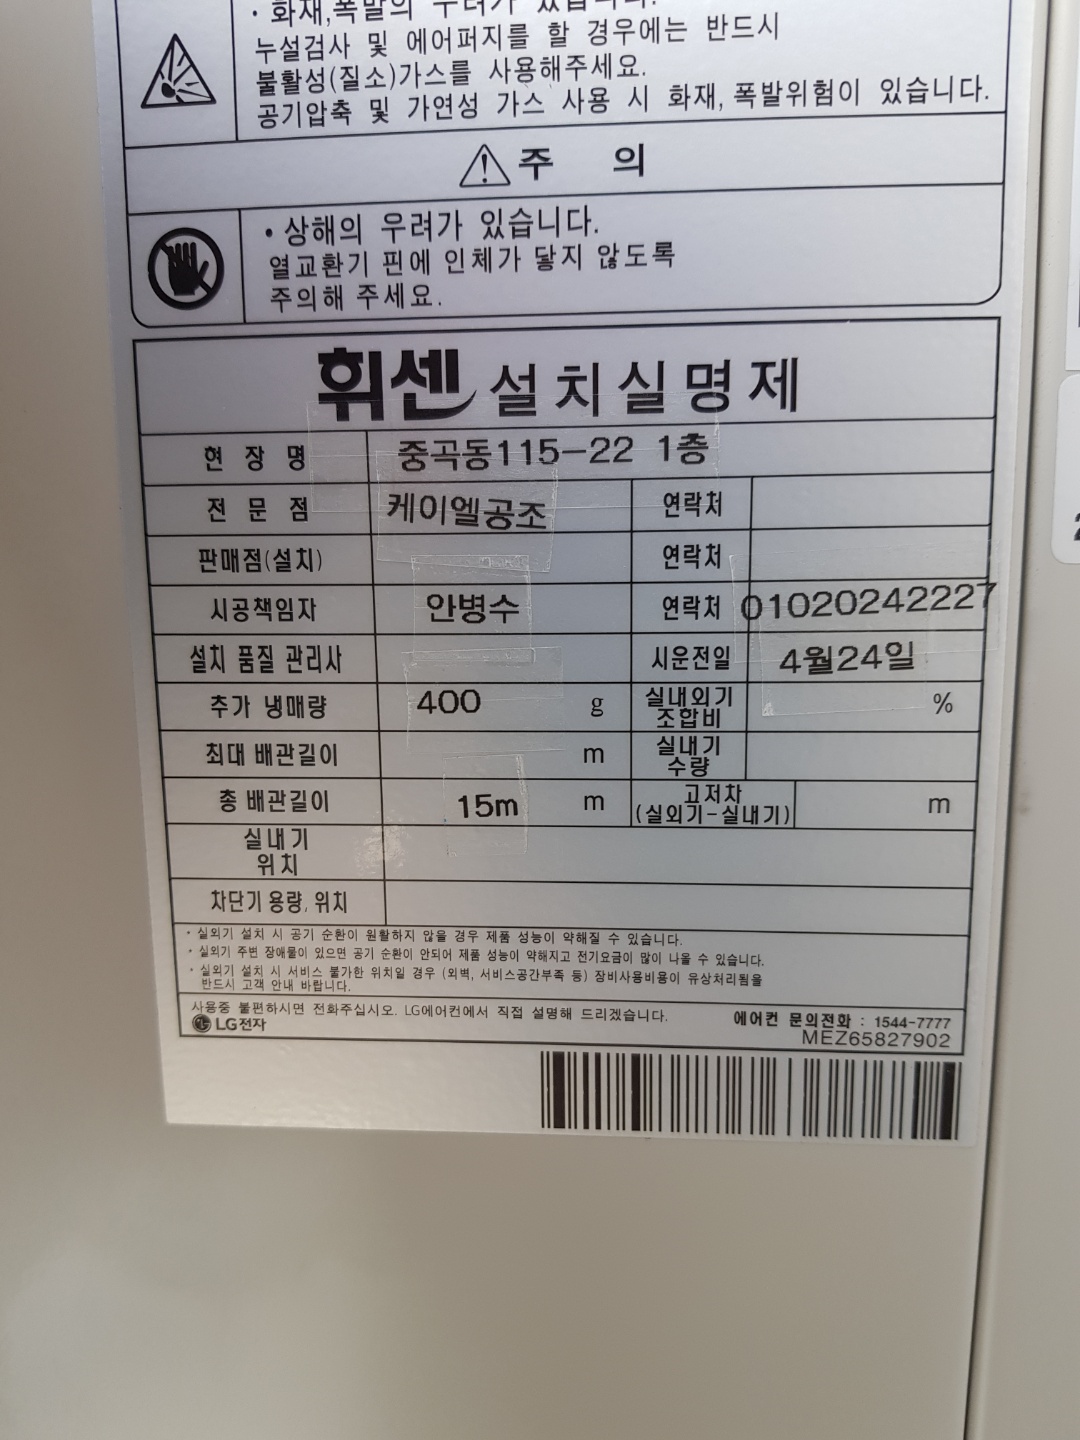 · 화재,폭발의 우려가 있습니다.
누설검사 및 에어퍼지를 할 경우에는 반드시
불활성(질소)가스를 사용해주세요.
공기압축 및 가연성 가스 사용 시 화재, 폭발위험이 있습니다.
주 의
• 상해의 우려가 있습니다.
열교환기 핀에 인체가 닿지 않도록
주의해 주세요.
휘센 설치실명제
현 장 명 중곡동115-22 1층
전 문 점 케이엘공조 연락처
판매점(설치) 연락처
시공책임자 안병수 연락처 01020242227
설치 품질 관리사 시운전일 4월24일
추가 냉매량 400 g 실내외기 조합비 %
최대 배관길이 m 실내기 수량
총 배관길이 15m m 고저차 (실외기-실내기) m
실내기
위치
차단기 용량, 위치
• 실외기 설치 시 공기 순환이 원활하지 않을 경우 제품 성능이 약해질 수 있습니다.
• 실외기 주변 장애물이 있으면 공기 순환이 안되어 제품 성능이 약해지고 전기요금이 많이 나올 수 있습니다.
• 실외기 설치 시 서비스 불가한 위치일 경우 (외벽, 서비스공간부족 등) 장비사용비용이 유상처리됨을
반드시 고객 안내 바랍니다.
사용중 불편하시면 전화주십시오. LG에어컨에서 직접 설명해 드리겠습니다.
LG전자 에어컨 문의전화 : 1544-7777
MEZ65827902